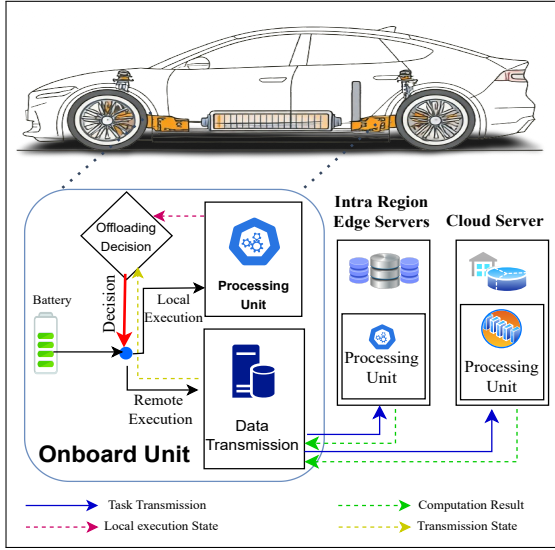 Intra Region
Edge Servers
Cloud Server
Offloading
Decision
Processing
Unit
Battery
Decision
Local
Execution
Remote
Execution
Data
Transmission
Processing
Unit
Processing
Unit
Onboard Unit
Task Transmission
Computation Result
Local execution State
Transmission State